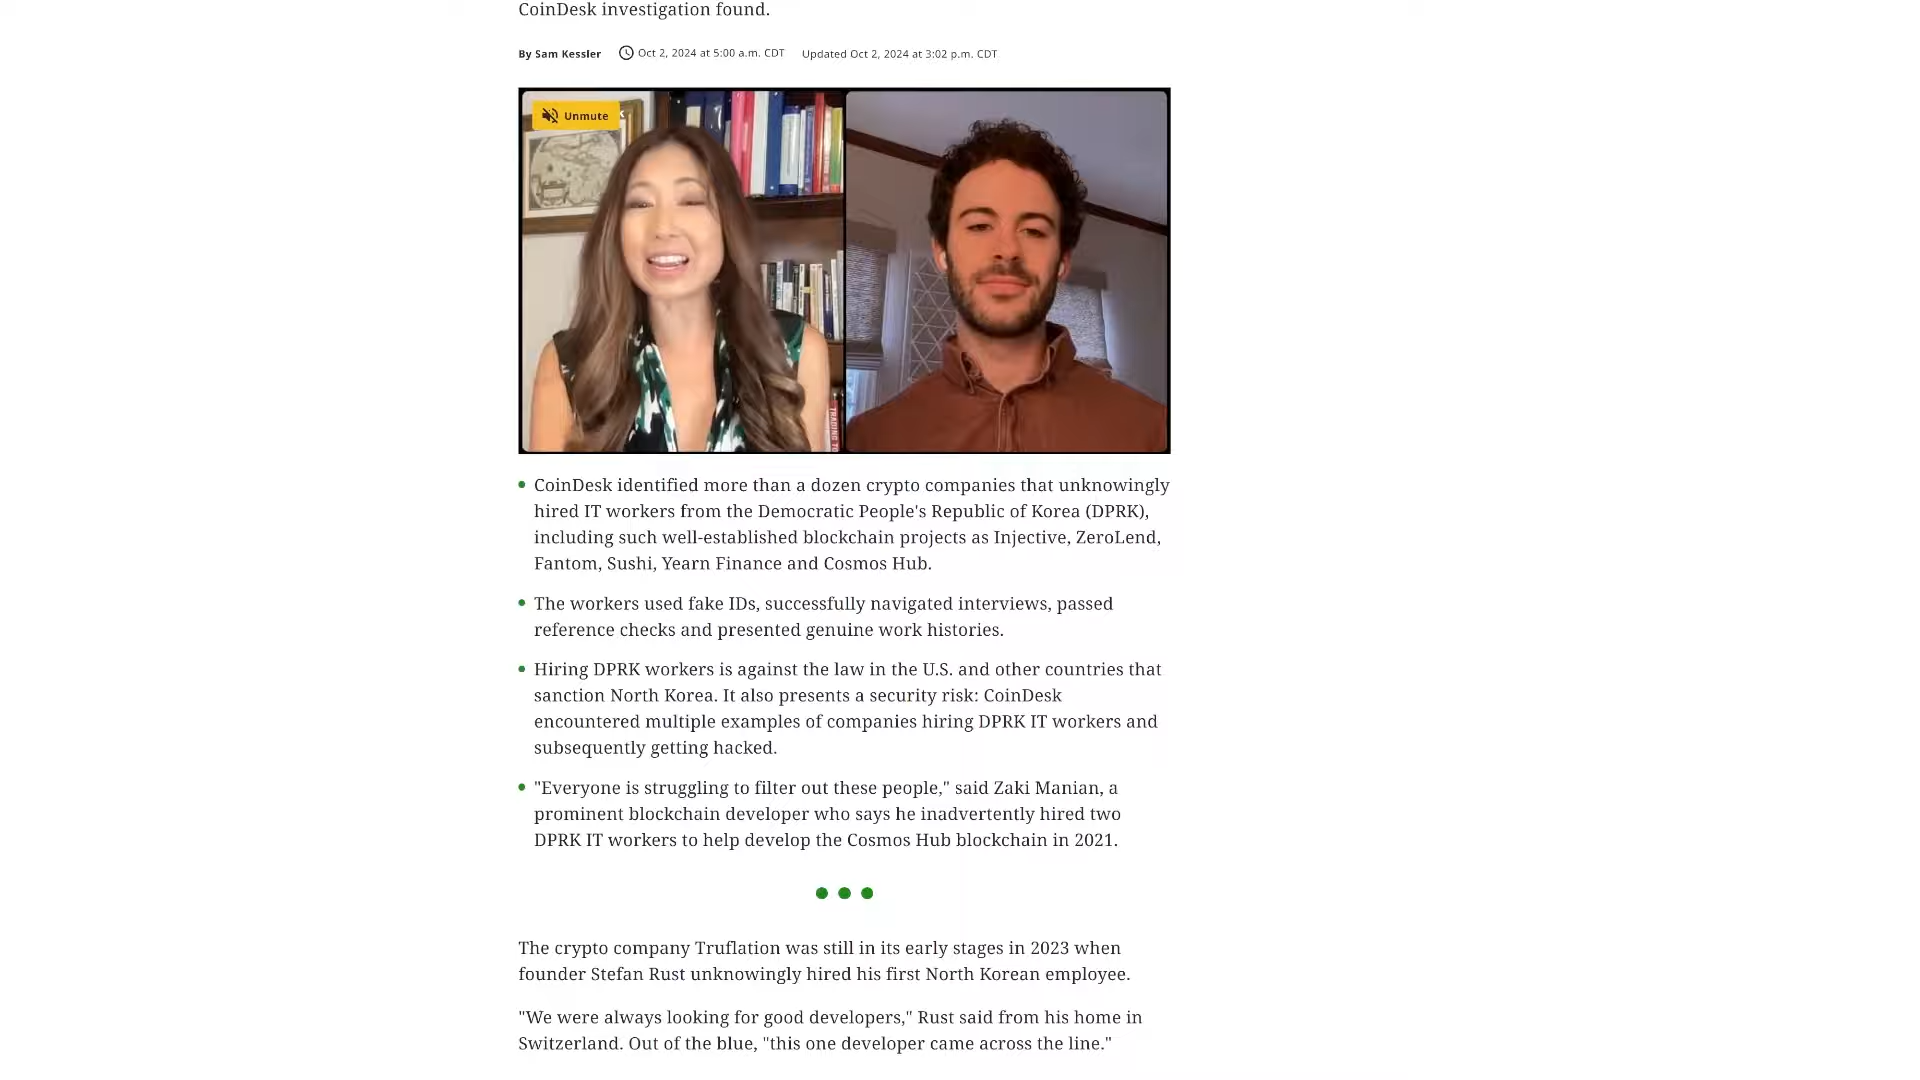 CoinDesk investigation found.
By Sam Kessler Oct 2, 2024 at 5:00 a.m. CDT Updated Oct 2, 2024 at 3:02 p.m. CDT
Unmute
CoinDesk identified more than a dozen crypto companies that unknowingly
hired IT workers from the Democratic People's Republic of Korea (DPRK),
including such well-established blockchain projects as Injective, ZeroLend,
Fantom, Sushi, Yearn Finance and Cosmos Hub.
The workers used fake IDs, successfully navigated interviews, passed
reference checks and presented genuine work histories.
Hiring DPRK workers is against the law in the U.S. and other countries that
sanction North Korea. It also presents a security risk: CoinDesk
encountered multiple examples of companies hiring DPRK IT workers and
subsequently getting hacked.
"Everyone is struggling to filter out these people," said Zaki Manian, a
prominent blockchain developer who says he inadvertently hired two
DPRK IT workers to help develop the Cosmos Hub blockchain in 2021.
The crypto company Truflation was still in its early stages in 2023 when
founder Stefan Rust unknowingly hired his first North Korean employee.
"We were always looking for good developers," Rust said from his home in
Switzerland. Out of the blue, "this one developer came across the line."